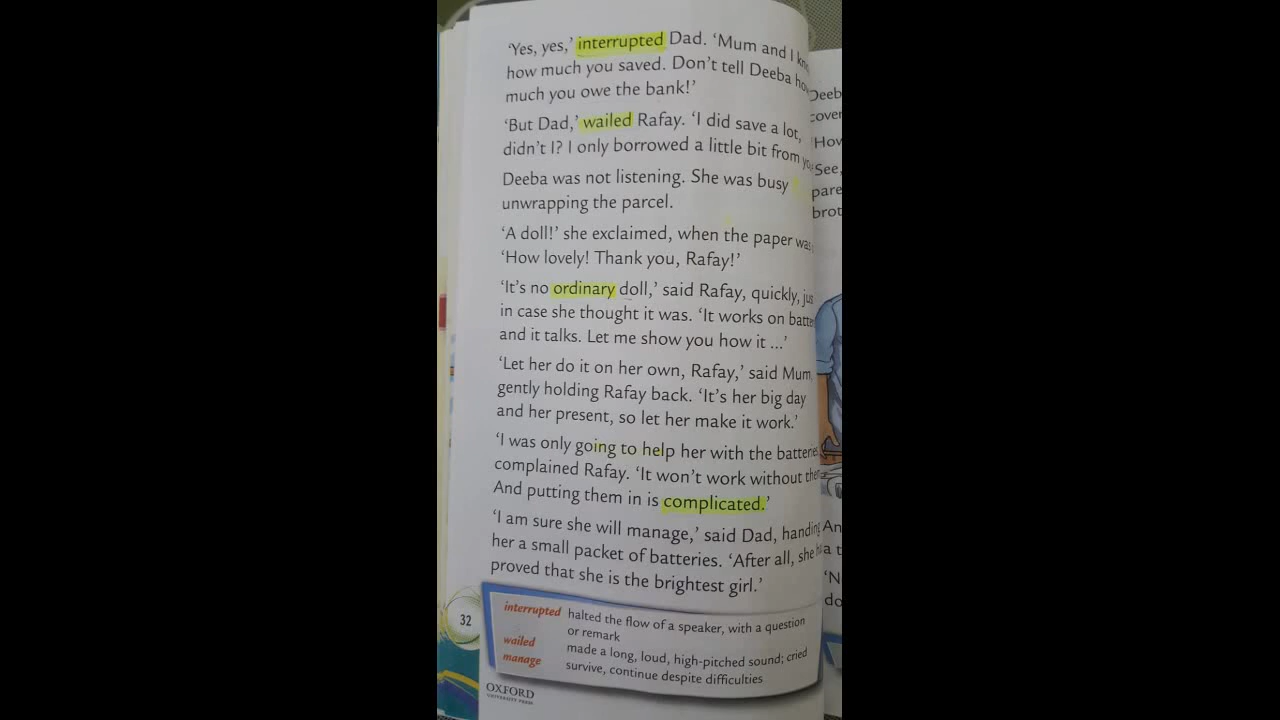 'Yes, yes,' interrupted Dad. 'Mum and I
how much you saved. Don't tell Deeba
much you owe the bank!'
'But Dad,' wailed Rafay. 'I did save a lot,
didn't I? I only borrowed a little bit from
Deeba was not listening. She was busy
unwrapping the parcel.
'A doll!' she exclaimed, when the paper was
'How lovely! Thank you, Rafay!'
'It's no ordinary doll,' said Rafay, quickly,
in case she thought it was. 'It works on
and it talks. Let me show you how it ...'
'Let her do it on her own, Rafay,' said Mum
gently holding Rafay back. 'It's her big day
and her present, so let her make it work.'
'I was only going to help her with the
complained Rafay. 'It won't work without
And putting them in is complicated.'
'I am sure she will manage,' said Dad, handing
her a small packet of batteries. 'After all, she
proved that she is the brightest girl.'
interrupted halted the flow of a speaker, with a question
or remark
wailed made a long, loud, high-pitched sound; cried
manage survive, continue despite difficulties
32
OXFORD
UNIVERSITY PRESS
'How
See,
An
a t
'N
do